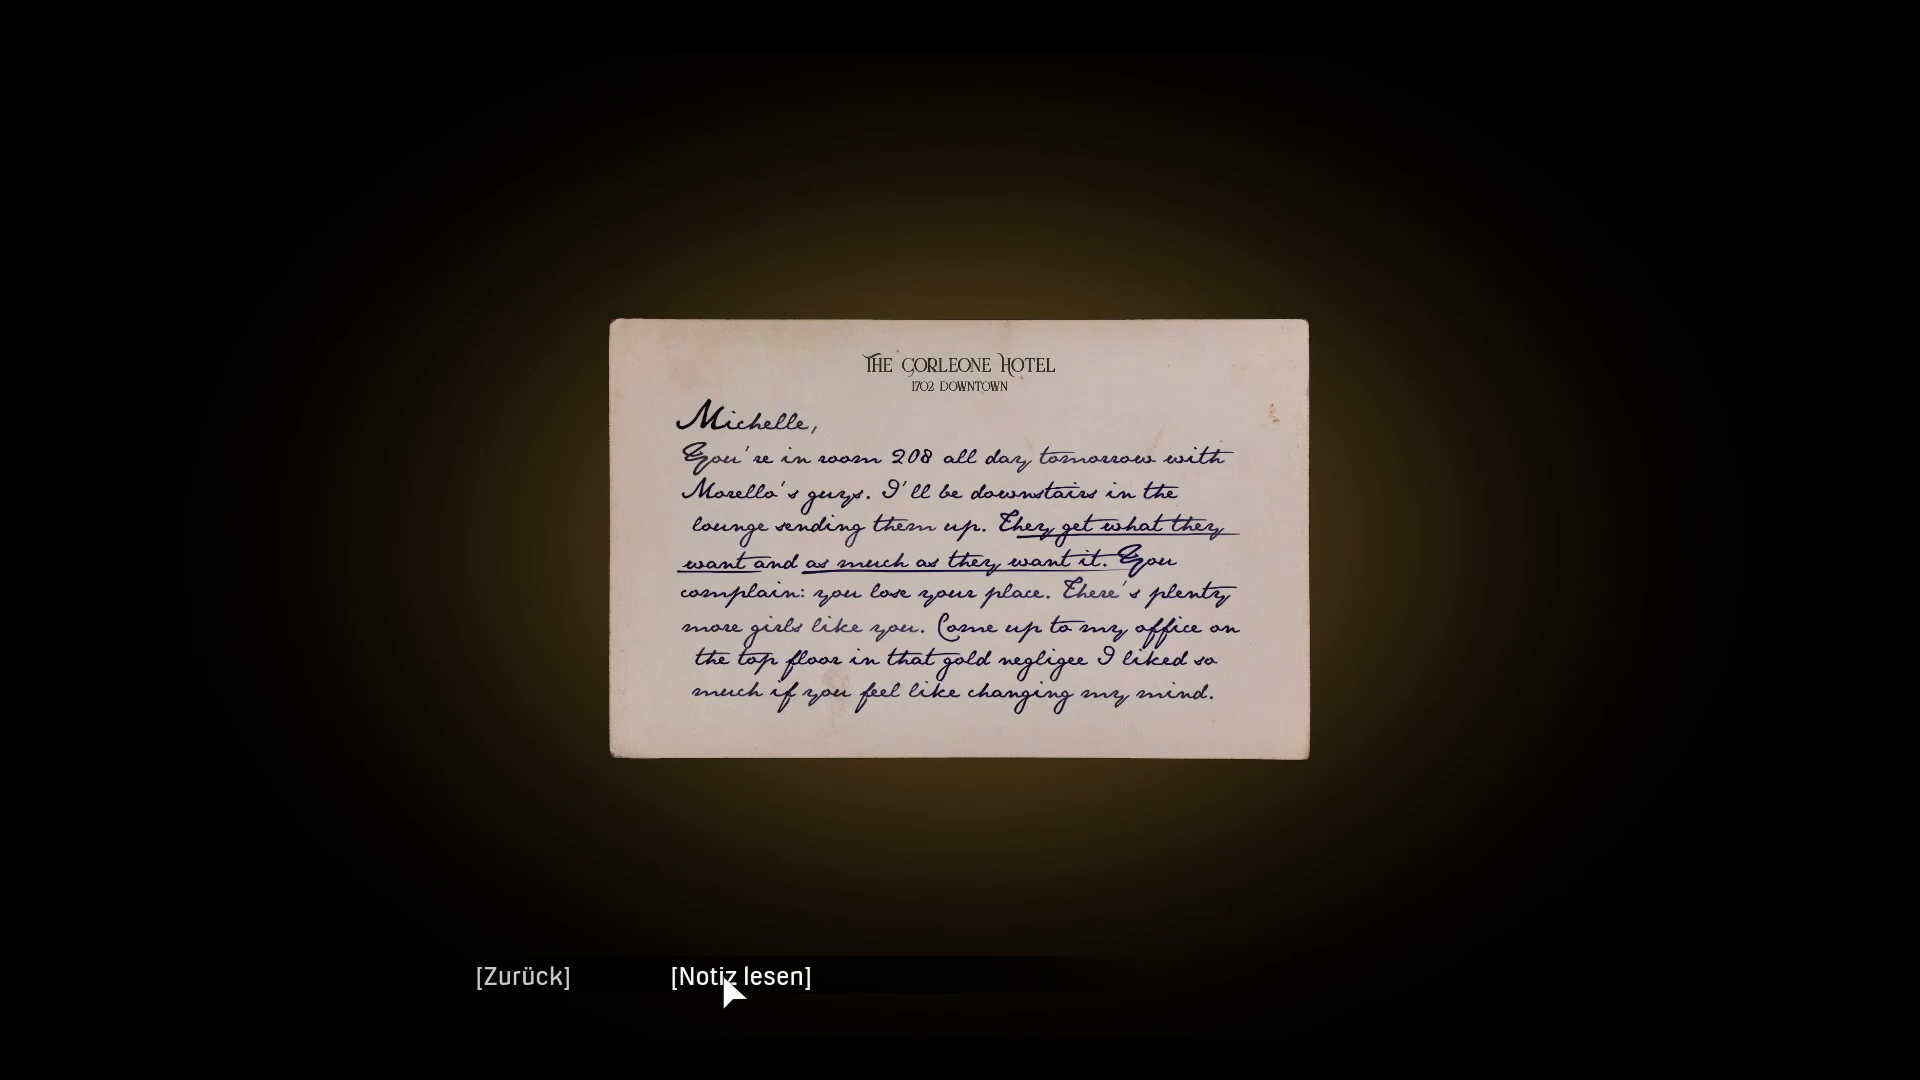 THE CORLEONE HOTEL
1702 DOWNTOWN
Michelle,
You're in room 208 all day tomorrow with
Morello's guys. I'll be downstairs in the
lounge sending them up. They get what they
want and as much as they want it. You
complain: you lose your place. There's plenty
more girls like you. Come up to my office on
the top floor in that gold negligee I liked so
much if you feel like changing my mind.
[Zurück] [Notiz lesen]